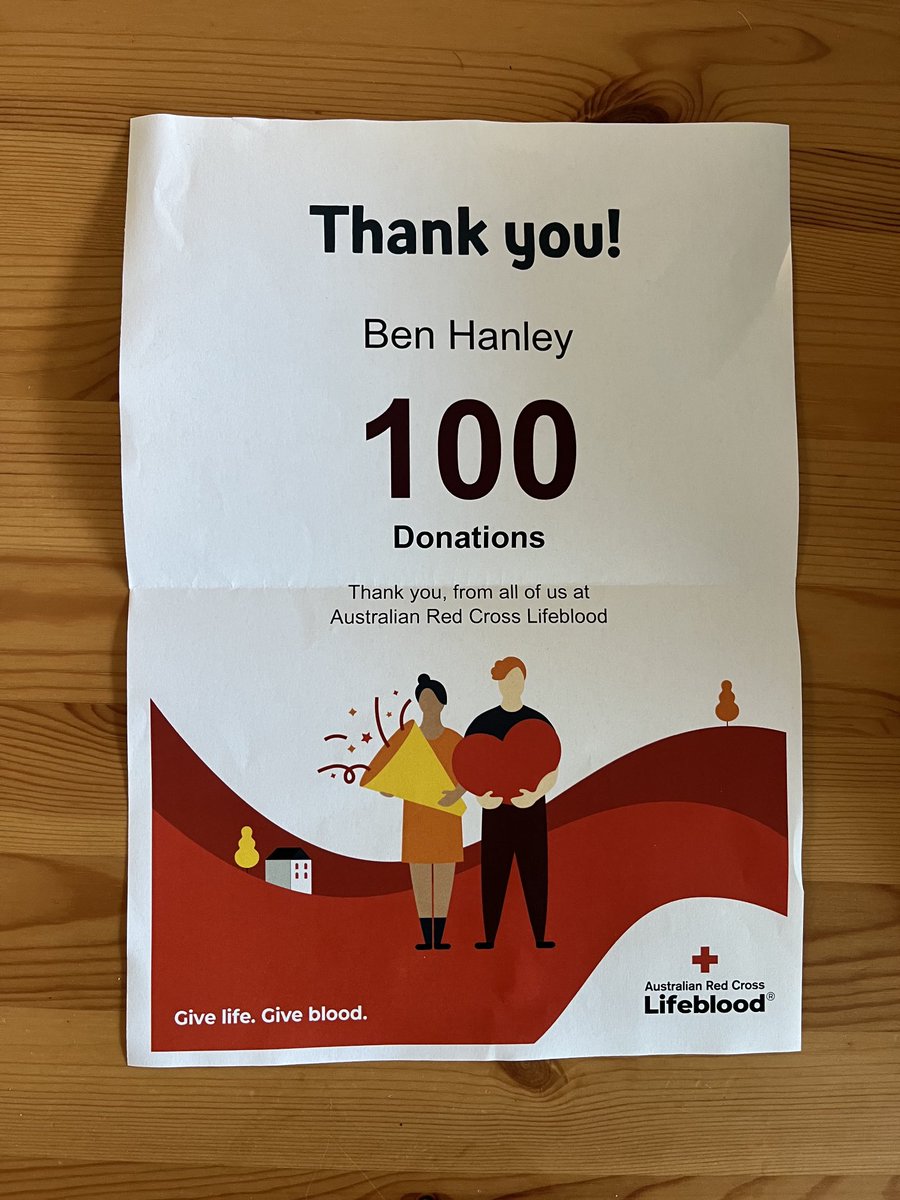 Thank you!
Ben Hanley
100
Donations
Thank you, from all of us at
Australian Red Cross Lifeblood
Give life. Give blood.
Australian Red Cross
Lifeblood®